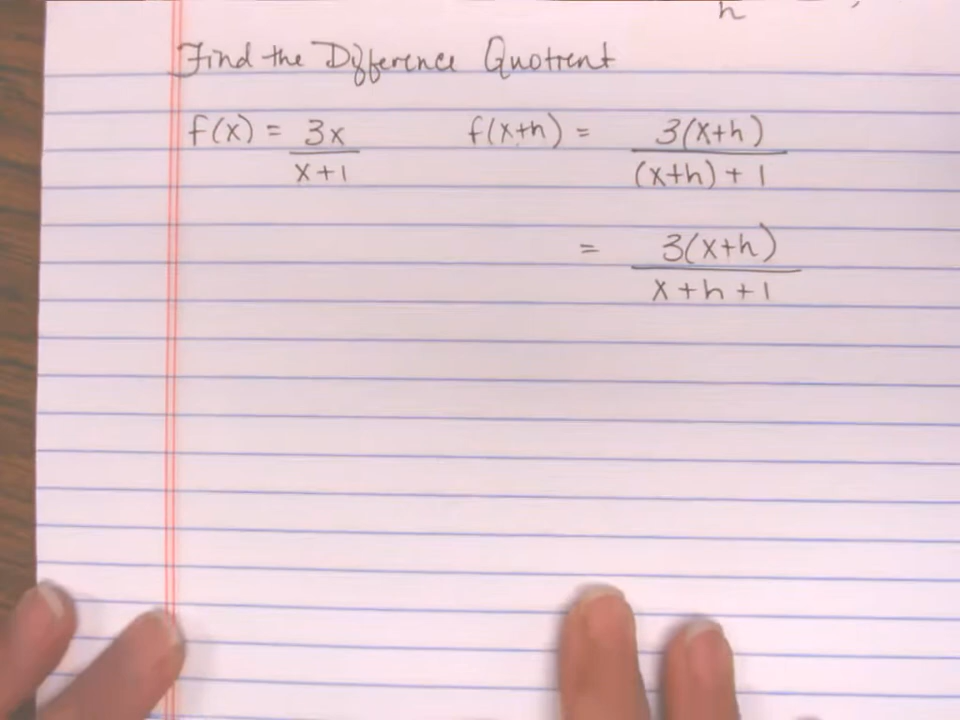 h
Find the Difference Quotient
f(x) = 3x / x+1    f(x+h) = 3(x+h) / (x+h) + 1
= 3(x+h) / x + h + 1